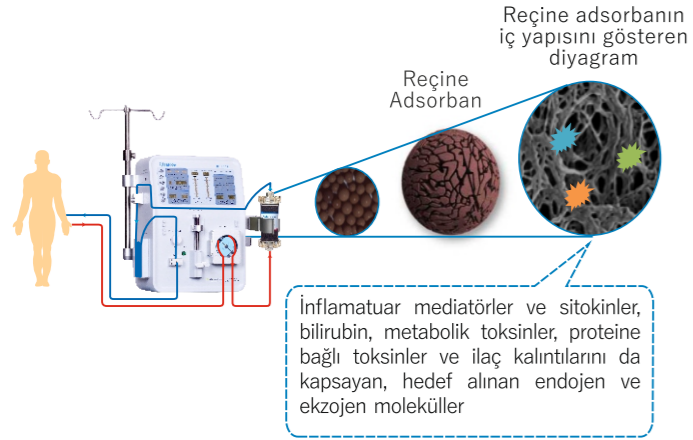 Reçine adsorbanın
iç yapısını gösteren
diyagram
Reçine
Adsorban
İnflamatuar mediatörler ve sitokinler,
bilirubin, metabolik toksinler, proteine
bağlı toksinler ve ilaç kalıntılarını da
kapsayan, hedef alınan endojen ve
ekzojen moleküller